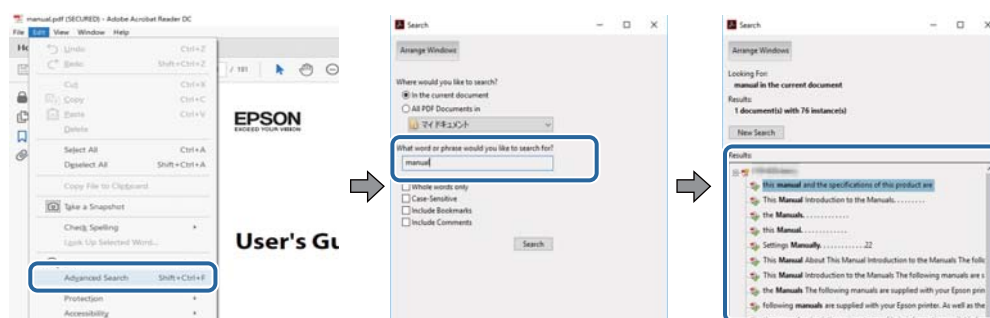 manual.pdf (SECURED) - Adobe Acrobat Reader DC
File Edit View Window Help
Undo Ctrl+Z
Redo Shift+Ctrl+Z
Cut Ctrl+X
Copy Ctrl+C
Paste Ctrl+V
Delete
Select All Ctrl+A
Deselect All Shift+Ctrl+A
Copy File to Clipboard
Take a Snapshot
Check Spelling
Look Up Selected Word...
Advanced Search Shift+Ctrl+F
Protection
Accessibility
/ 191
EPSON
EXCEED YOUR VISION
User's Gu
Search
Arrange Windows
Where would you like to search?
In the current document
All PDF Documents in
マイ ドキュメント
What word or phrase would you like to search for?
manual
Whole words only
Case-Sensitive
Include Bookmarks
Include Comments
Search
Search
Arrange Windows
Looking For:
manual in the current document
Results:
1 document(s) with 76 instance(s)
New Search
Results:
this manual and the specifications of this product are
This Manual Introduction to the Manuals. . . . . . . .
the Manuals. . . . . . . . . . . .
this Manual. . . . . . . . . . . .
Settings Manually. . . . . . . . . . . . 22
This Manual About This Manual Introduction to the Manuals The follo
This Manual Introduction to the Manuals The following manuals are s
the Manuals The following manuals are supplied with your Epson prin
following manuals are supplied with your Epson printer. As well as the